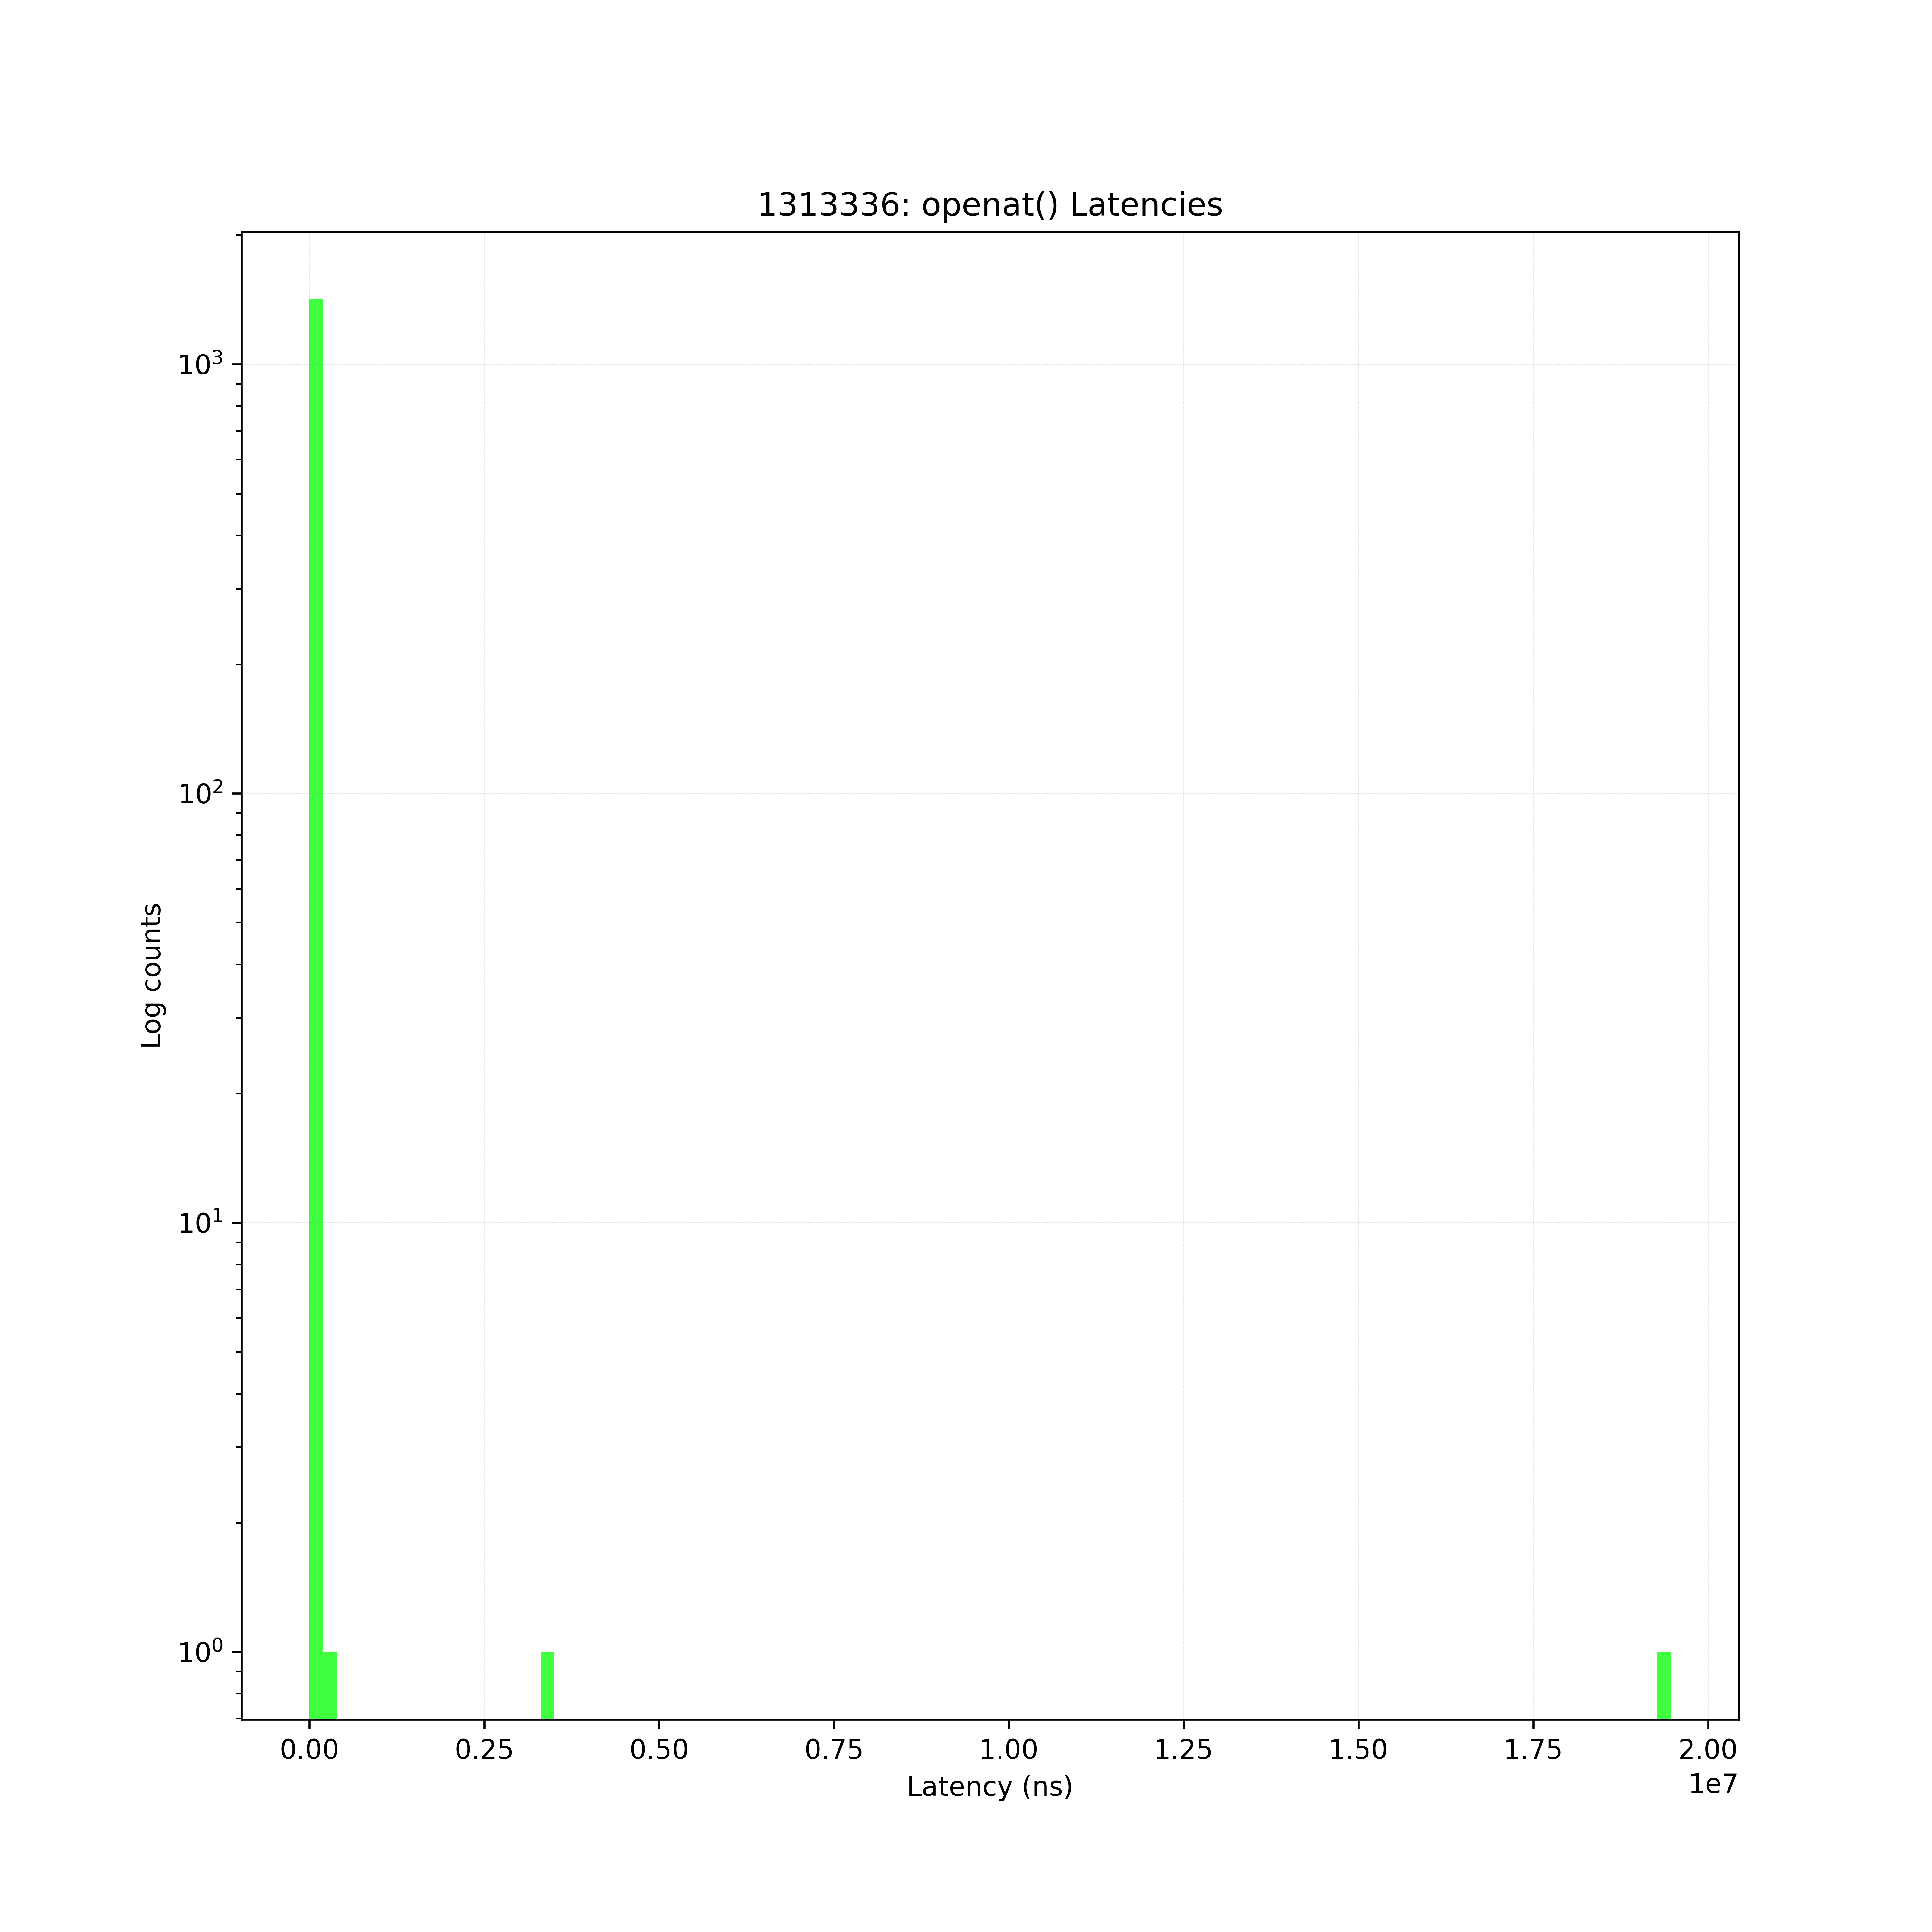 1313336: openat() Latencies
10³
10²
10¹
10⁰
Log counts
0.00 0.25 0.50 0.75 1.00 1.25 1.50 1.75 2.00
1e7
Latency (ns)